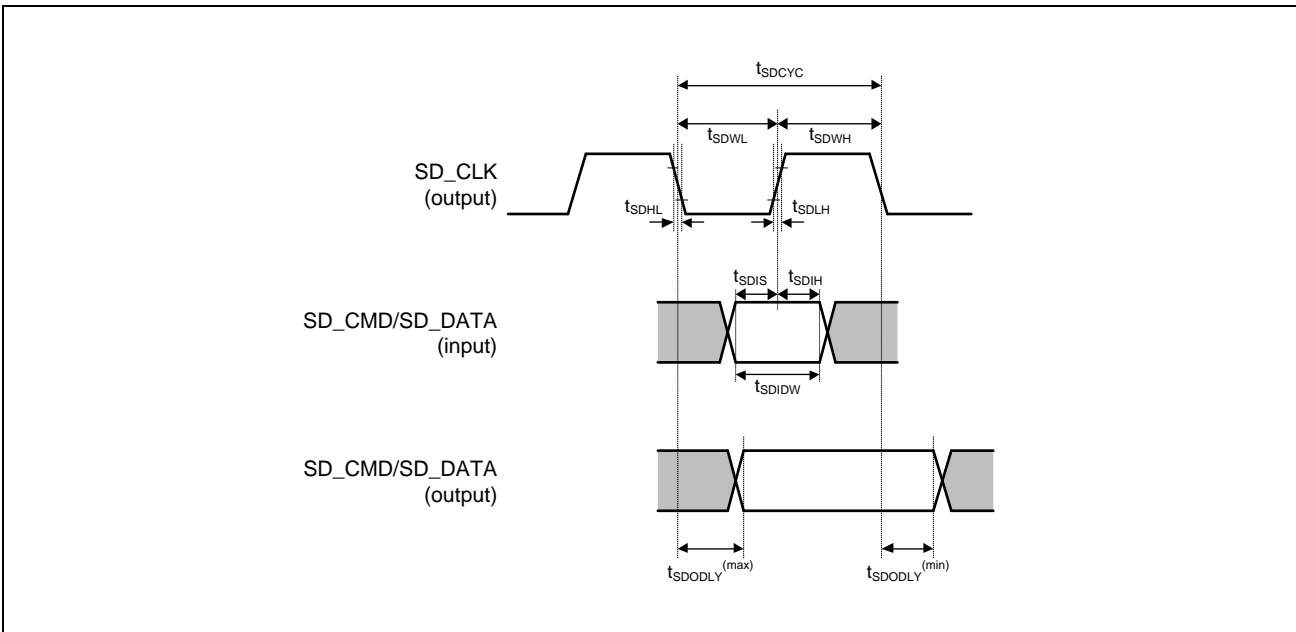 tSDCYC
tSDWL
tSDWH
SD_CLK
(output)
tSDHL
tSDLH
tSDIS
tSDIH
SD_CMD/SD_DATA
(input)
tSDIDW
SD_CMD/SD_DATA
(output)
tSDODLY(max)
tSDODLY(min)